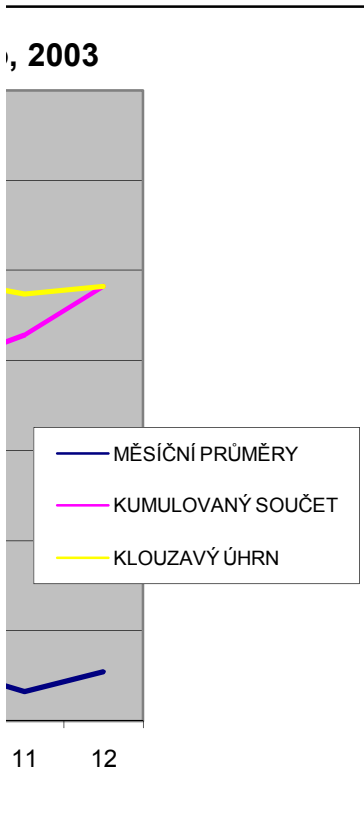 , 2003
MĚSÍČNÍ PRŮMĚRY
KUMULOVANÝ SOUČET
KLOUZAVÝ ÚHRN
11 12